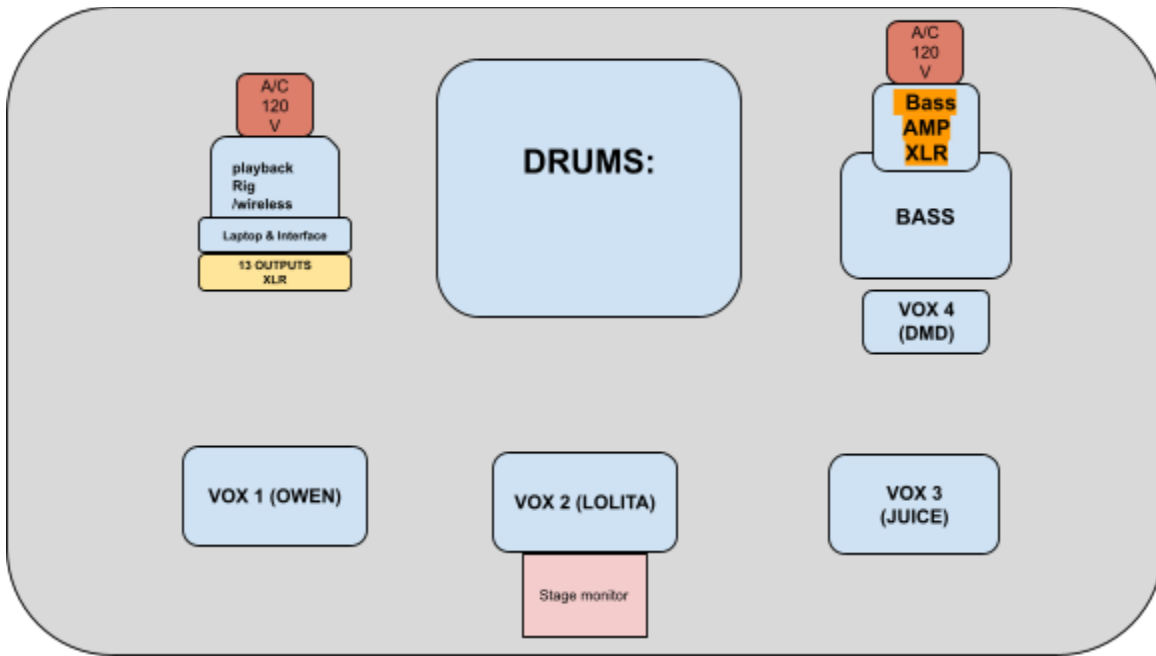 A/C
120
V
playback
Rig
/wireless
Laptop & Interface
13 OUTPUTS
XLR
DRUMS:
A/C
120
V
Bass
AMP
XLR
BASS
VOX 4
(DMD)
VOX 1 (OWEN)
VOX 2 (LOLITA)
VOX 3
(JUICE)
Stage monitor